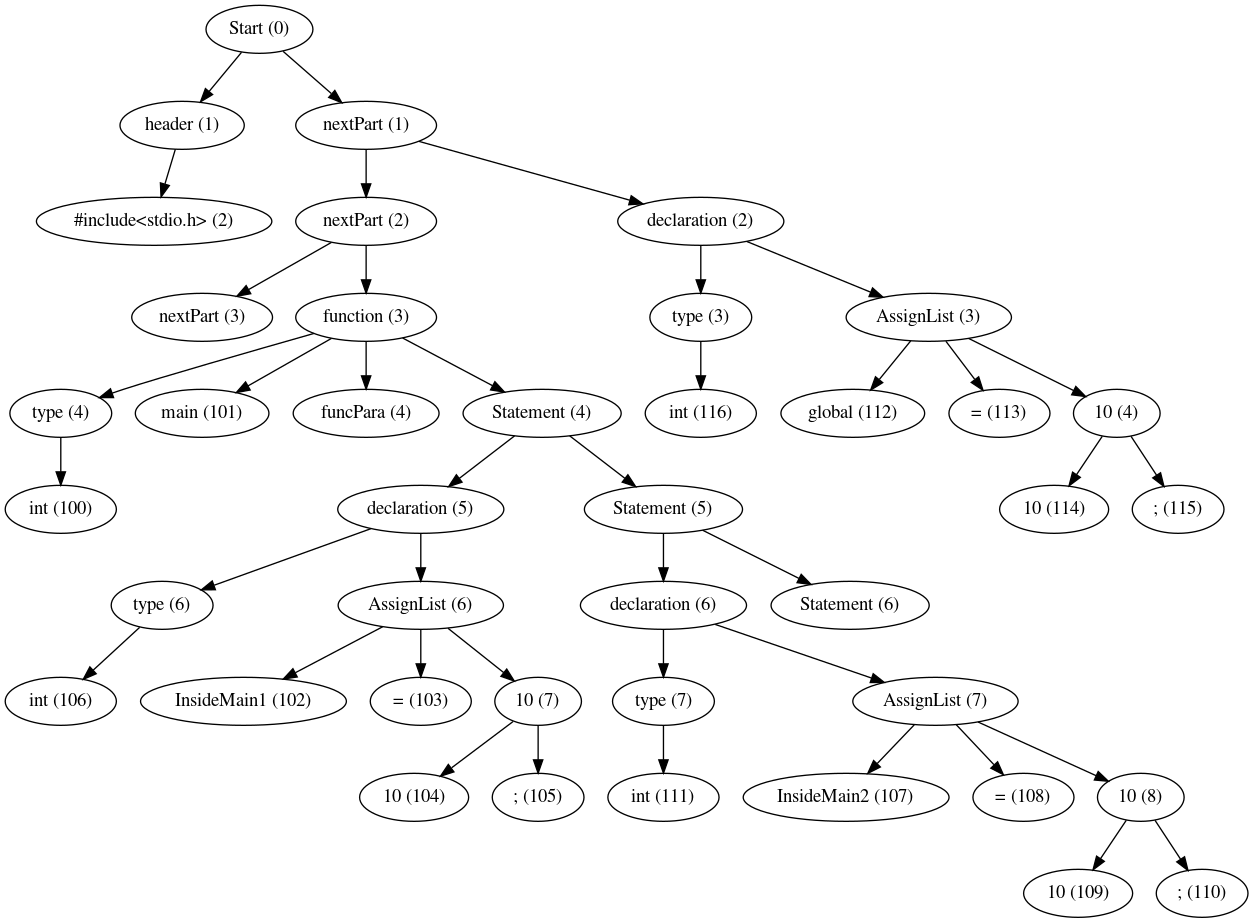 Start (0)
header (1)
nextPart (1)
#include<stdio.h> (2)
nextPart (2)
declaration (2)
nextPart (3)
function (3)
type (3)
AssignList (3)
type (4)
main (101)
funcPara (4)
Statement (4)
int (116)
global (112)
= (113)
10 (4)
int (100)
declaration (5)
Statement (5)
10 (114)
; (115)
type (6)
AssignList (6)
declaration (6)
Statement (6)
int (106)
InsideMain1 (102)
= (103)
10 (7)
type (7)
AssignList (7)
10 (104)
; (105)
int (111)
InsideMain2 (107)
= (108)
10 (8)
10 (109)
; (110)